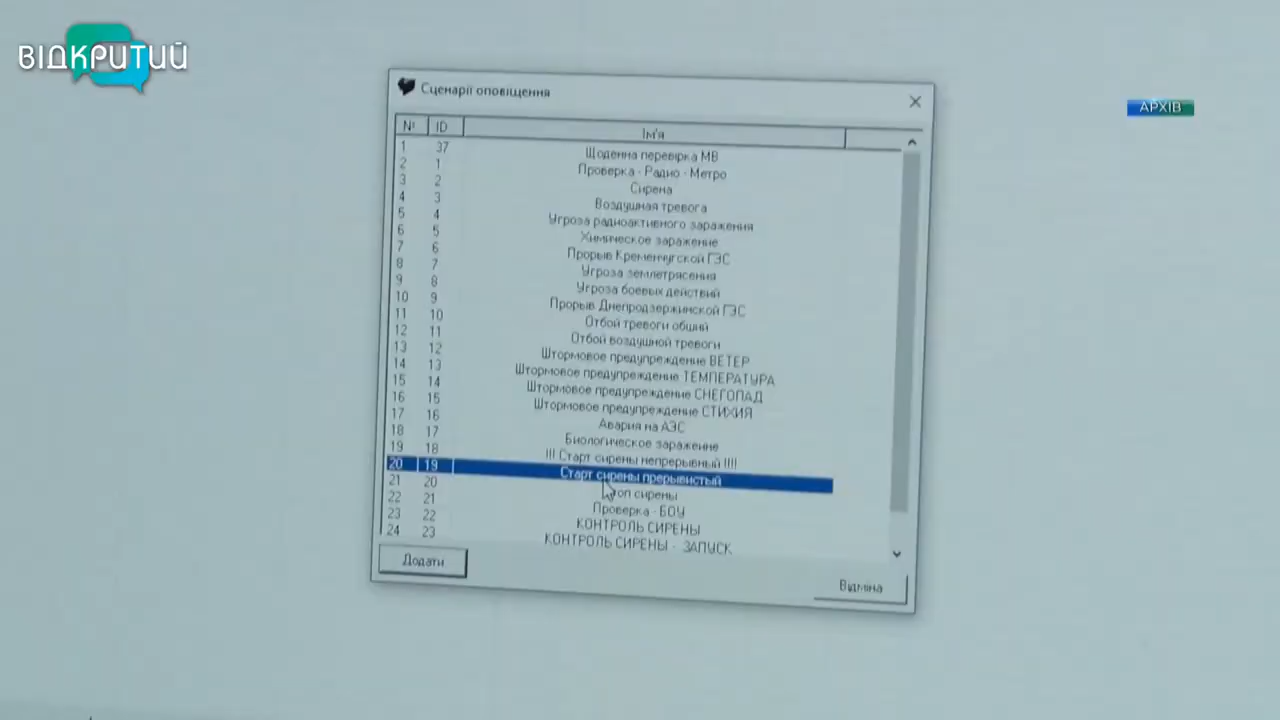 ВІДКРИТИЙ
АРХІВ
Сценарії оповіщення
№ ID Ім'я
1 37 Щоденна перевірка МВ
2 1 Проверка - Радио - Метро
3 2 Сирена
4 3 Воздушная тревога
5 4 Угроза радиоактивного заражения
6 5 Химическое заражение
7 6 Прорыв Кременчугской ГЭС
8 7 Угроза землетрясения
9 8 Угроза боевых действий
10 9 Прорыв Днепродзержинской ГЭС
11 10 Отбой тревоги общий
12 11 Отбой воздушной тревоги
13 12 Штормовое предупреждение ВЕТЕР
14 13 Штормовое предупреждение ТЕМПЕРАТУРА
15 14 Штормовое предупреждение СНЕГОПАД
16 15 Штормовое предупреждение СТИХИЯ
17 16 Авария на АЭС
18 17 Биологическое заражение
19 18 !!! Старт сирены непрерывный !!!!
20 19 Старт сирены прерывистый
21 20 Стоп сирены
22 21 Проверка - БОУ
23 22 КОНТРОЛЬ СИРЕНЫ
24 23 КОНТРОЛЬ СИРЕНЫ - ЗАПУСК
Додати
Відміна